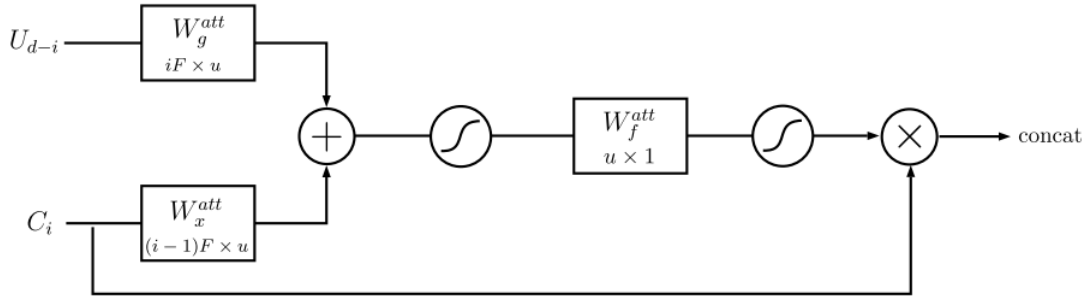 U_{d-i}
W_g^{att}
iF × u
+
W_f^{att}
u × 1
×
concat
C_i
W_x^{att}
(i − 1)F × u